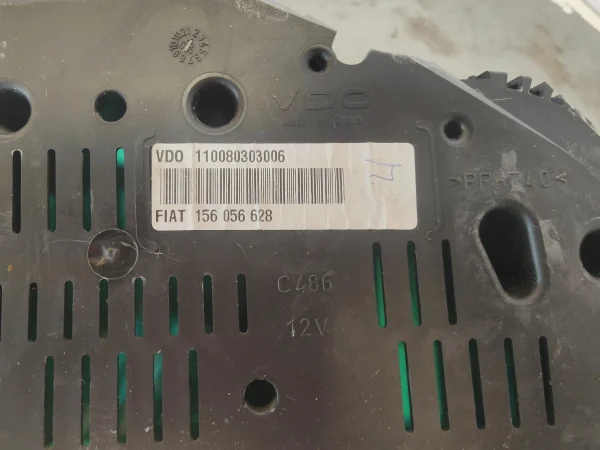 VDO
VDO 110080303006
FIAT 156 056 628
>PP-T40<
C486
12V